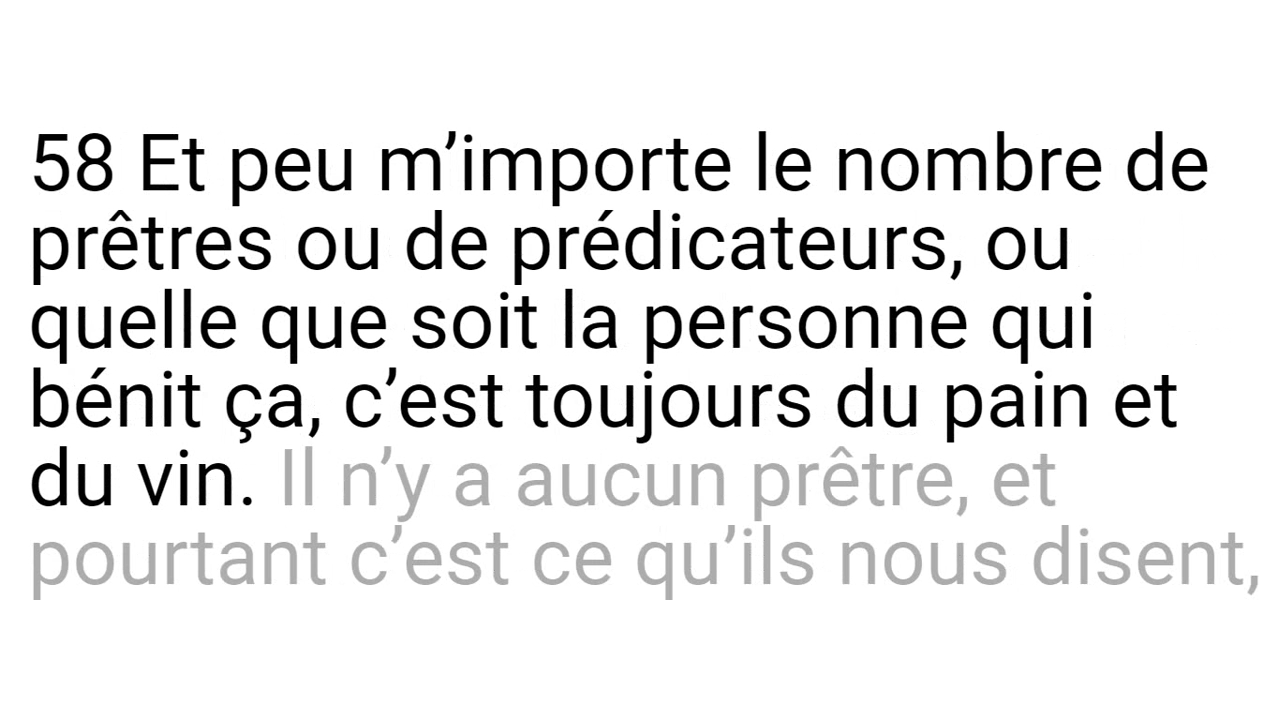 58 Et peu m’importe le nombre de
prêtres ou de prédicateurs, ou
quelle que soit la personne qui
bénit ça, c’est toujours du pain et
du vin. Il n’y a aucun prêtre, et
pourtant c’est ce qu’ils nous disent,